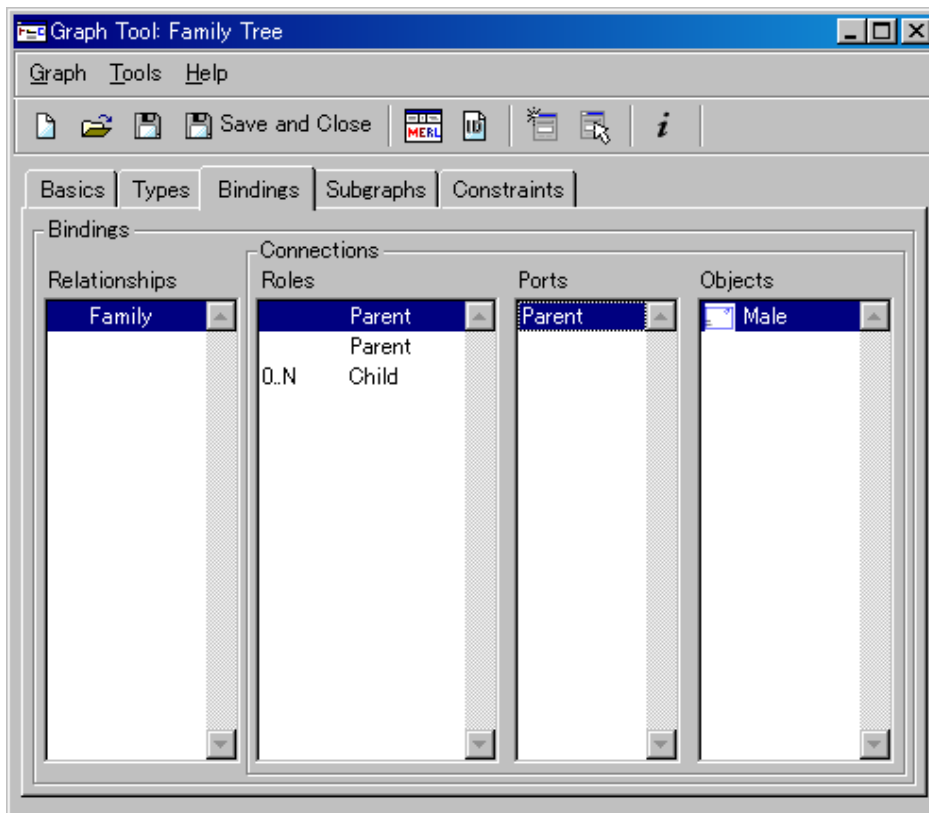 Graph Tool: Family Tree
Graph Tools Help
Save and Close MERL ID i
Basics Types Bindings Subgraphs Constraints
Bindings
Connections
Relationships Roles Ports Objects
Family Parent Parent Male
Parent
0..N Child